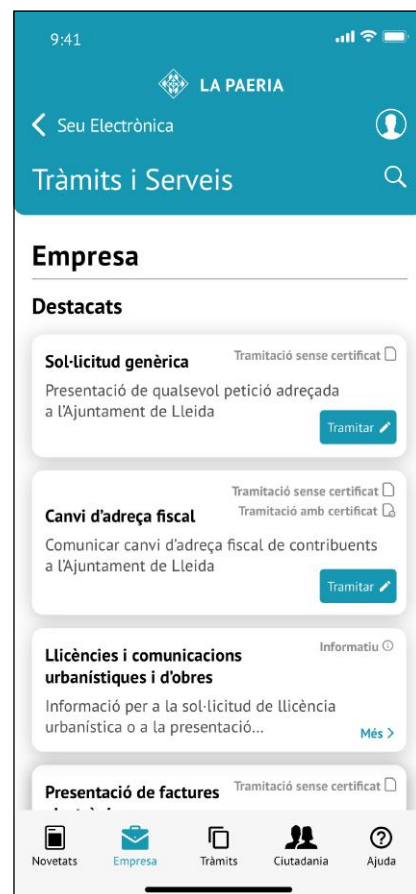 9:41
LA PAERIA
Seu Electrònica
Tràmits i Serveis
Empresa
Destacats
Sol·licitud genèrica
Tramitació sense certificat
Presentació de qualsevol petició adreçada
a l'Ajuntament de Lleida
Tramitar
Tramitació sense certificat
Canvi d'adreça fiscal
Tramitació amb certificat
Comunicar canvi d'adreça fiscal de contribuents
a l'Ajuntament de Lleida
Tramitar
Informatiu
Llicències i comunicacions
urbanístiques i d'obres
Informació per a la sol·licitud de llicència
urbanística o a la presentació...
Més >
Presentació de factures
Tramitació sense certificat
Novetats
Empresa
Tràmits
Ciutadania
Ajuda